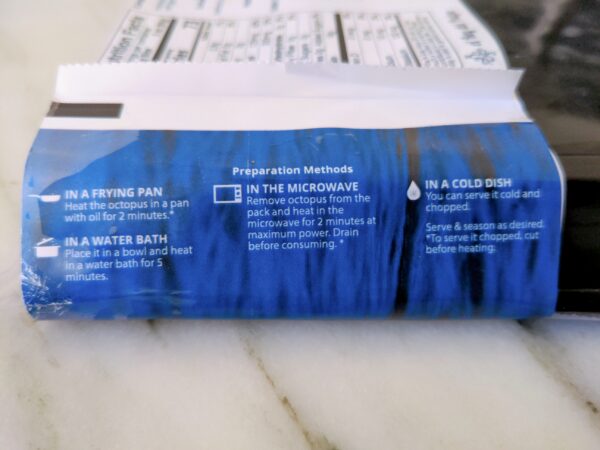 Preparation Methods
IN A FRYING PAN
Heat the octopus in a pan
with oil for 2 minutes.*
IN A WATER BATH
Place it in a bowl and heat
in a water bath for 5
minutes.
IN THE MICROWAVE
Remove octopus from the
pack and heat in the
microwave for 2 minutes at
maximum power. Drain
before consuming. *
IN A COLD DISH
You can serve it cold and
chopped.
Serve & season as desired.
*To serve it chopped, cut
before heating.